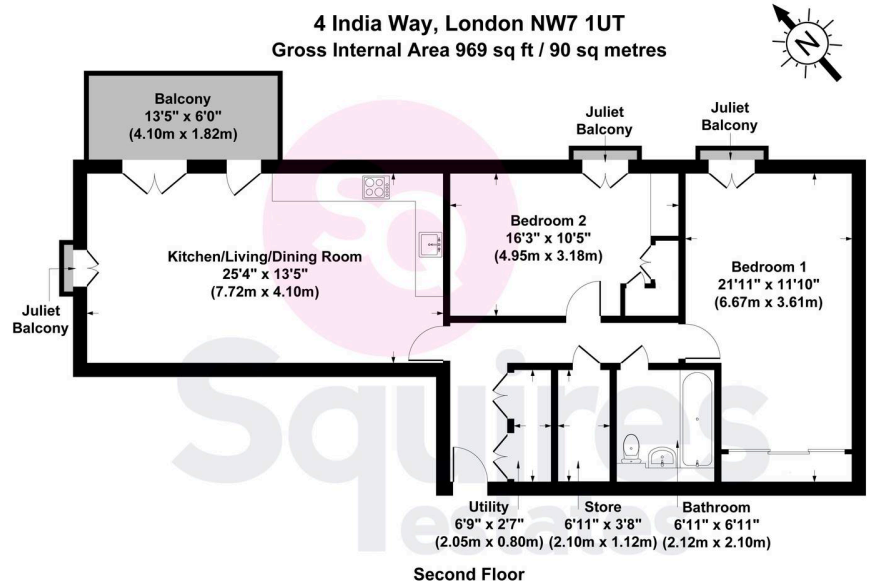 4 India Way, London NW7 1UT
Gross Internal Area 969 sq ft / 90 sq metres
N
Balcony
13'5" x 6'0"
(4.10m x 1.82m)
Juliet
Balcony
Juliet
Balcony
Kitchen/Living/Dining Room
25'4" x 13'5"
(7.72m x 4.10m)
Bedroom 2
16'3" x 10'5"
(4.95m x 3.18m)
Bedroom 1
21'11" x 11'10"
(6.67m x 3.61m)
Juliet
Balcony
SQ
Squires
estates
Utility
6'9" x 2'7"
(2.05m x 0.80m)
Store
6'11" x 3'8"
(2.10m x 1.12m)
Bathroom
6'11" x 6'11"
(2.12m x 2.10m)
Second Floor